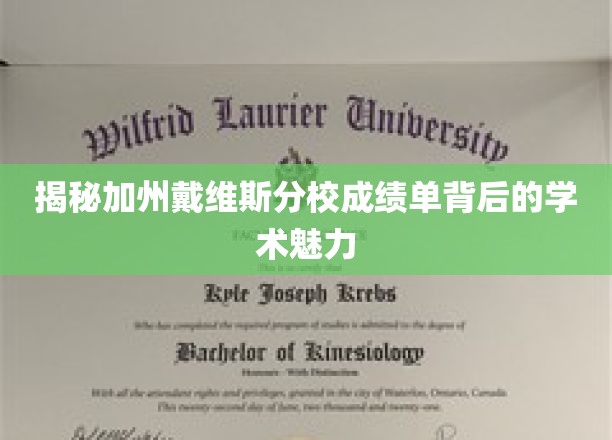 Wilfrid Laurier University
揭秘加州戴维斯分校成绩单背后的学
术魅力
This is to certify that
Kyle Joseph Krebs
Who has completed the required program of studies is admitted to the degree of
Bachelor of Kinesiology
Honours - With Distinction
With all the attendant rights and privileges, granted in the city of Waterloo, Ontario, Canada
This twenty-second day of June, two thousand and twenty-one.